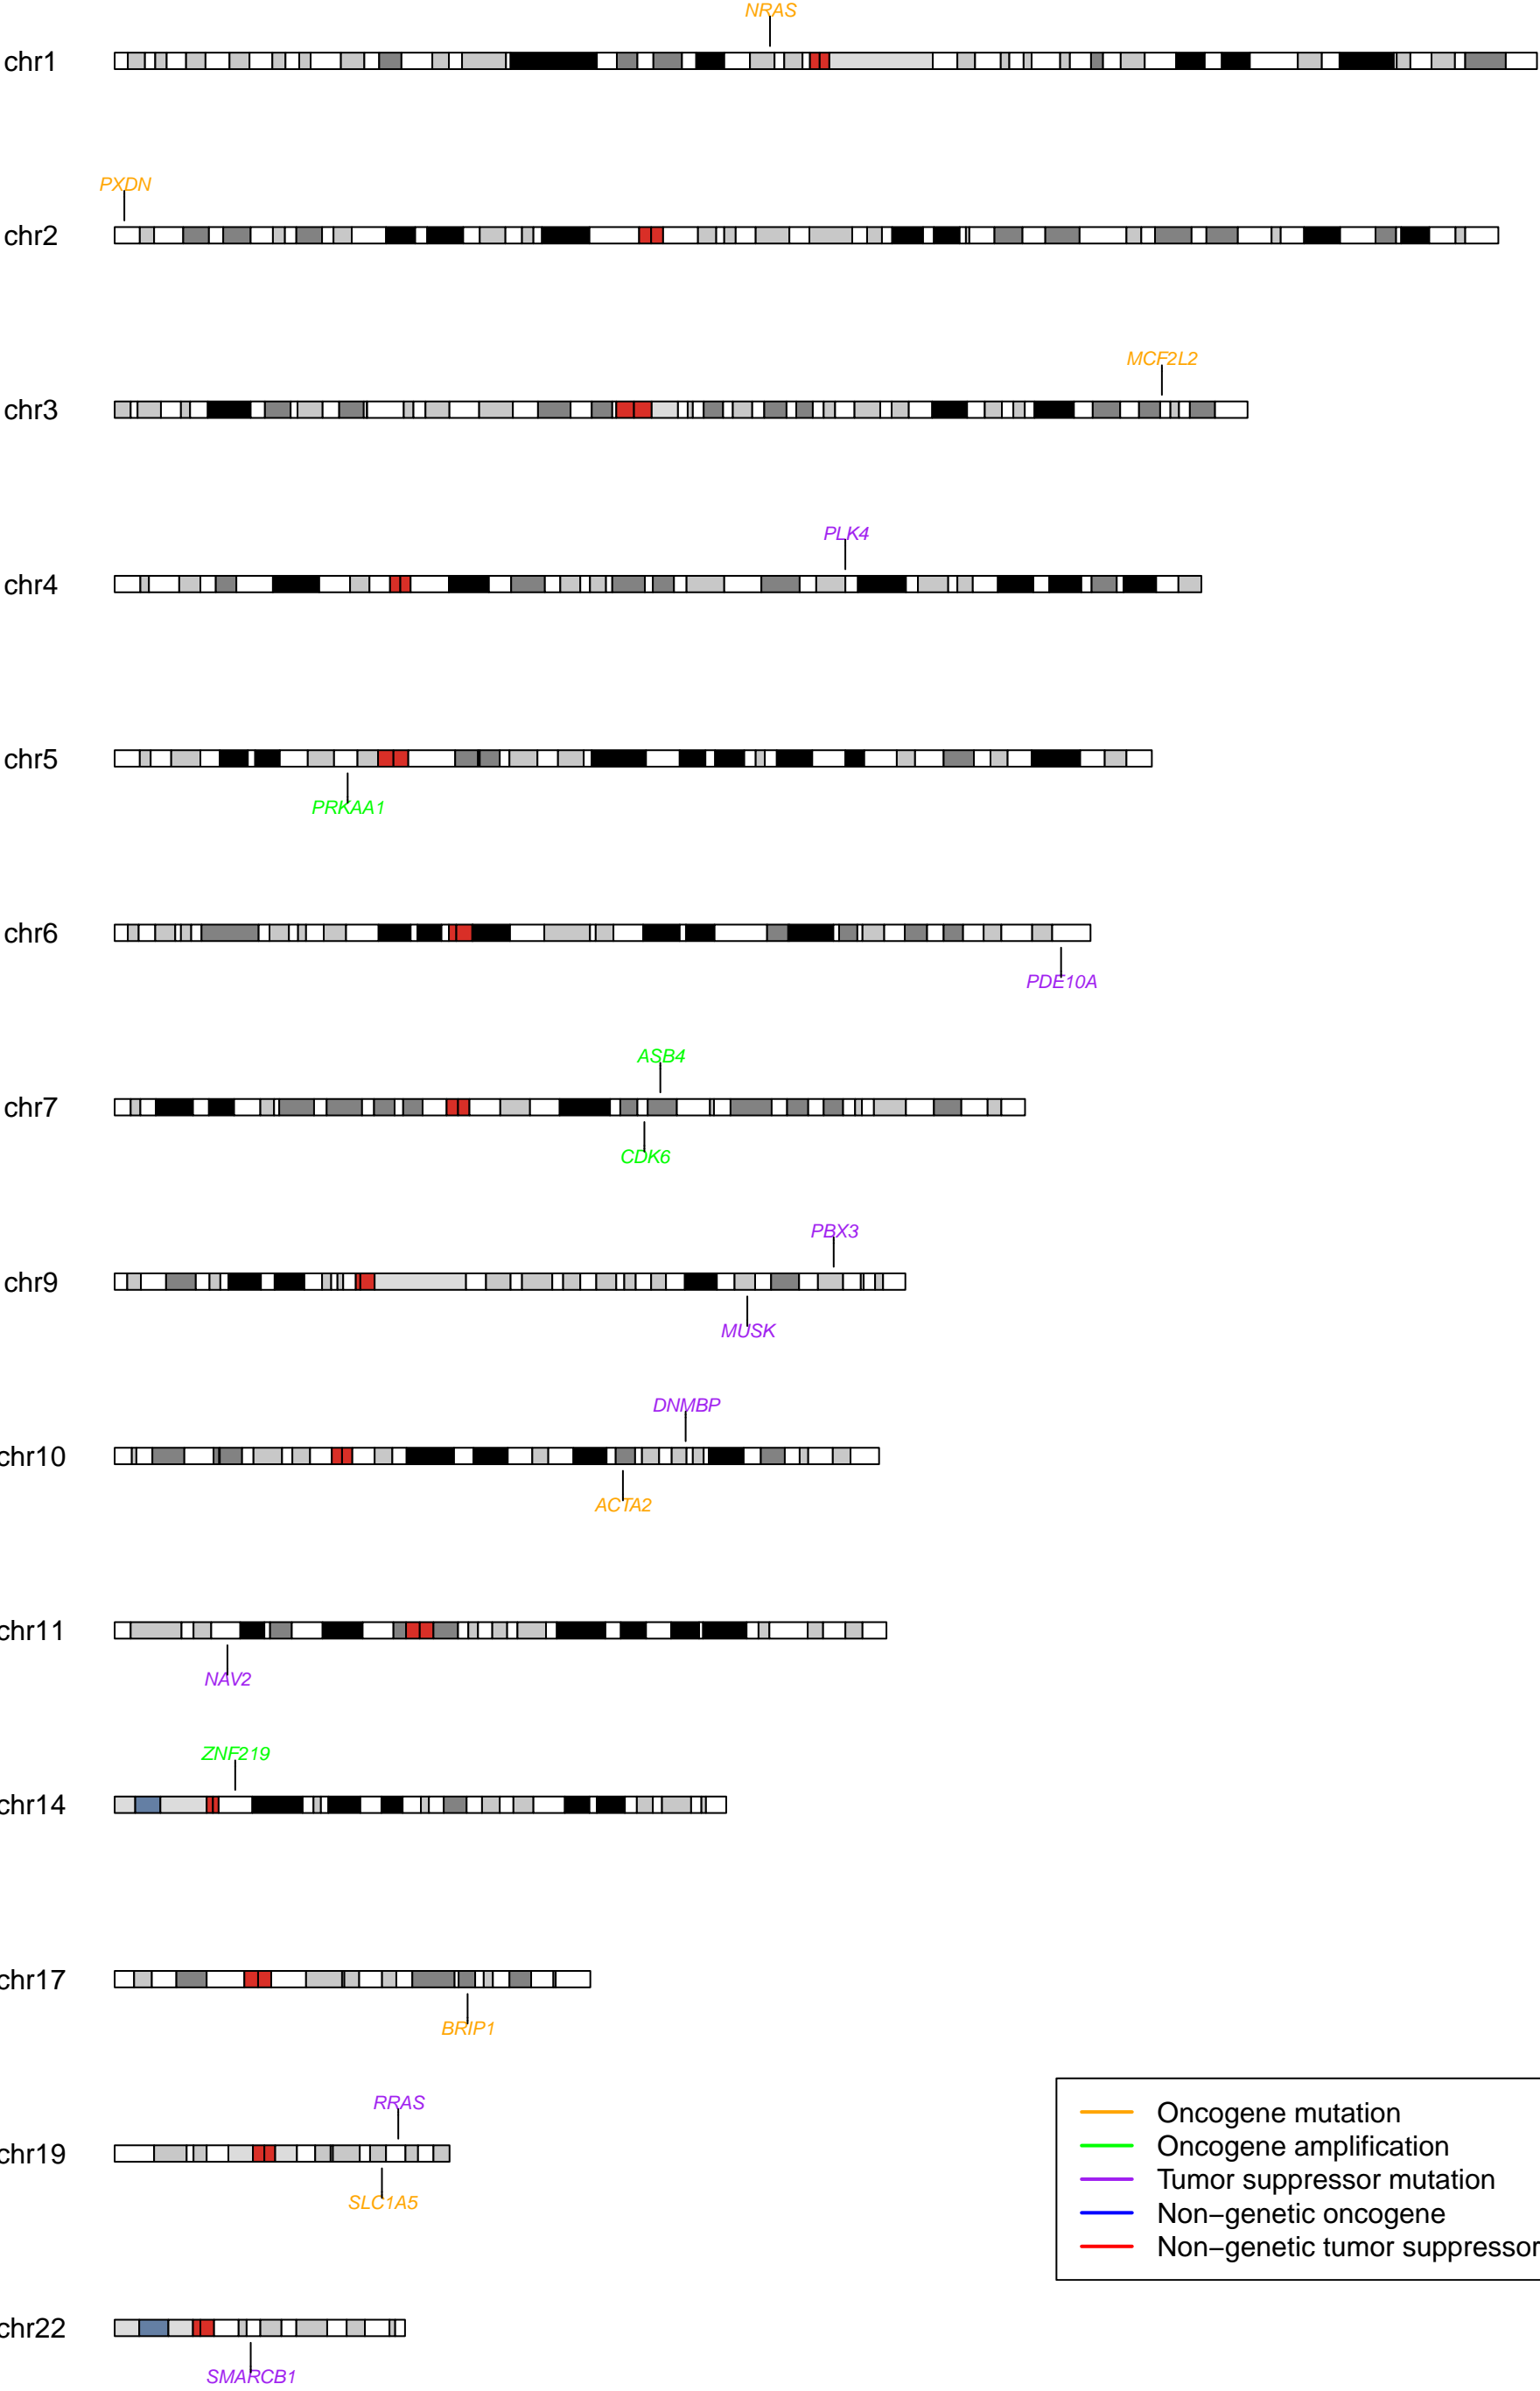 NRAS
chr1
PXDN
chr2
MCF2L2
chr3
PLK4
chr4
chr5
PRKAA1
chr6
PDE10A
ASB4
chr7
CDK6
PBX3
chr9
MUSK
DNMBP
chr10
ACTA2
chr11
NAV2
ZNF219
chr14
chr17
BRIP1
RRAS
chr19
SLC1A5
Oncogene mutation
Oncogene amplification
Tumor suppressor mutation
Non−genetic oncogene
Non−genetic tumor suppressor
chr22
SMARCB1